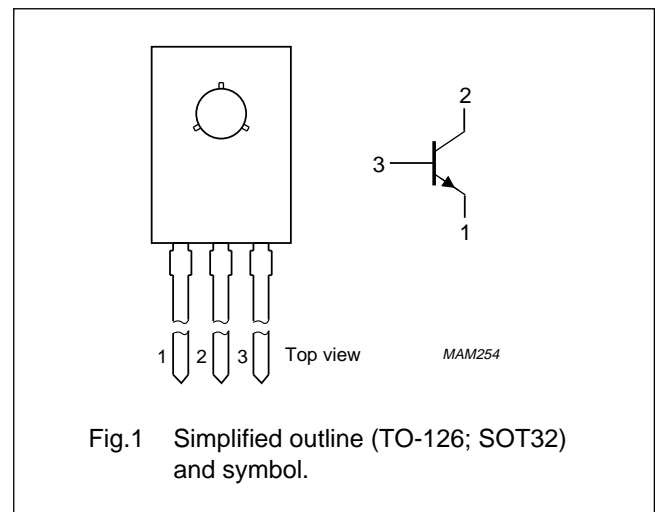 2
3
1
1 2 3 Top view MAM254
Fig.1 Simplified outline (TO-126; SOT32)
and symbol.